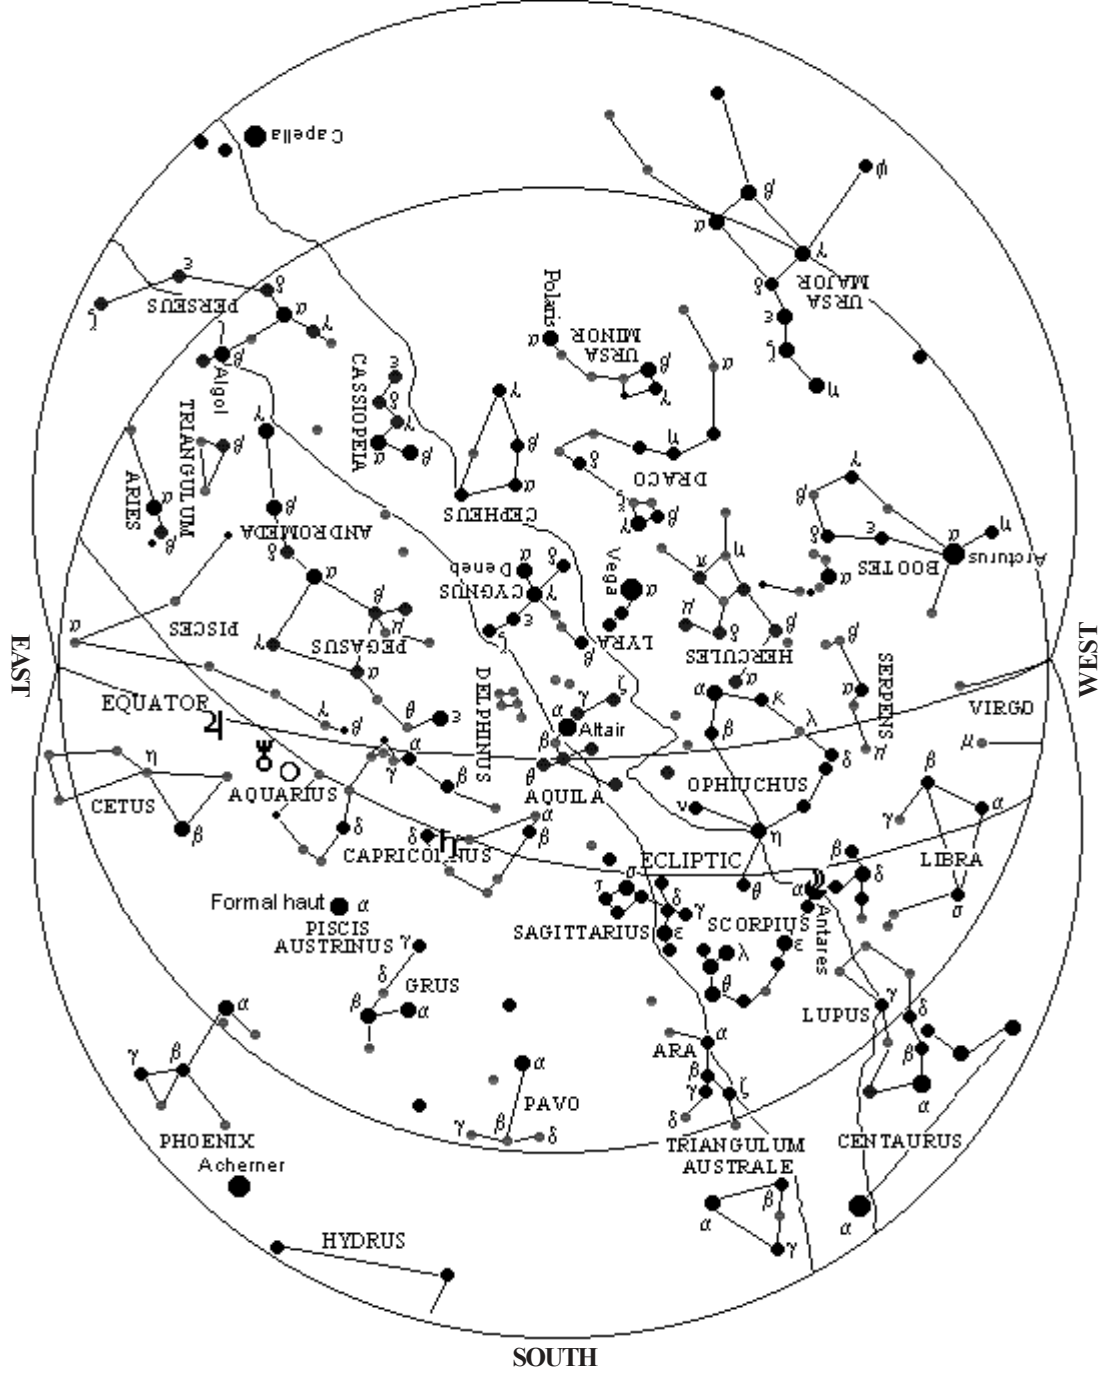 Capella
φ
β
α
γ
URSA
MAJOR
δ
ε
ζ
η
ε
PERSEUS
δ
ζ
α
γ
β
Algol
Polaris
α
URSA
MINOR
β
γ
α
CASSIOPEIA
ε
δ
γ
α
β
γ
β
α
CEPHEUS
η
DRACO
δ
ξ
γ
β
TRIANGULUM
β
ARIES
α
β
γ
β
ANDROMEDA
δ
α
γ
β
δ
ε
α
η
BOOTES
Arcturus
α
Deneb
α
δ
CYGNUS
γ
ε
ζ
β
Vega
α
LYRA
π
η
μ
δ
β
HERCULES
α
PISCES
α
γ
β
PEGASUS
β
μ
γ
α
θ
ε
DELPHINUS
SERPENS
β
α
μ
EAST
WEST
EQUATOR
VIRGO
μ
α
κ
β
λ
δ
OPHIUCHUS
ν
η
θ
ζ
γ
α
Altair
β
θ
AQUILA
η
CETUS
β
AQUARIUS
α
γ
β
δ
CAPRICORNUS
δ
α
β
ECLIPTIC
β
α
γ
LIBRA
σ
Formal haut
α
PISCIS
AUSTRINUS
γ
δ
GRUS
β
α
τ
σ
δ
γ
SAGITTARIUS
ε
SCORPIUS
β
δ
α
Antares
ε
λ
θ
LUPUS
γ
δ
β
α
CENTAURUS
α
α
γ
β
PHOENIX
Acherner
α
PAVO
γ
β
δ
ARA
α
β
γ
ζ
δ
TRIANGULUM
AUSTRALE
β
α
γ
HYDRUS
SOUTH